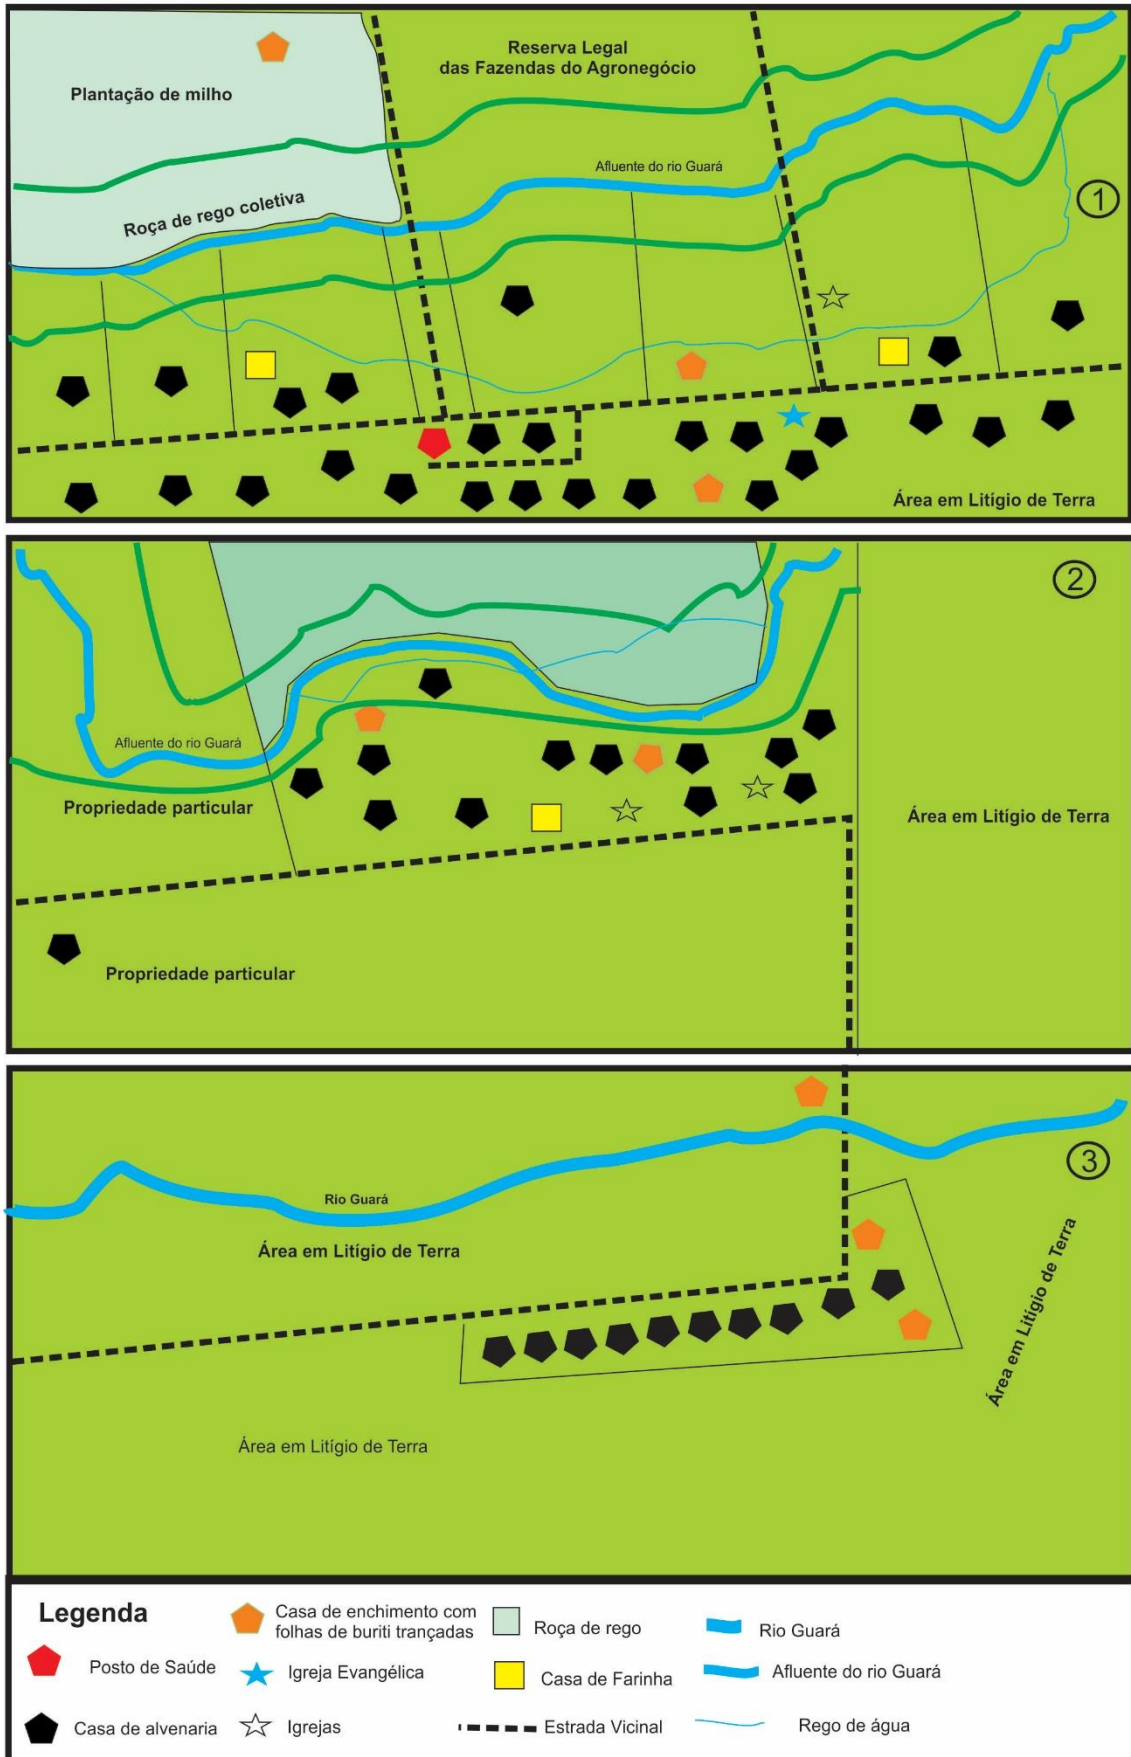 Reserva Legal
das Fazendas do Agronegócio
Plantação de milho
Afluente do rio Guará
1
Roça de rego coletiva
Área em Litígio de Terra
2
Afluente do rio Guará
Propriedade particular
Área em Litígio de Terra
Propriedade particular
3
Rio Guará
Área em Litígio de Terra
Área em Litígio de Terra
Área em Litígio de Terra
Legenda
Casa de enchimento com
folhas de buriti trançadas
Roça de rego
Rio Guará
Posto de Saúde
Igreja Evangélica
Casa de Farinha
Afluente do rio Guará
Casa de alvenaria
Igrejas
Estrada Vicinal
Rego de água